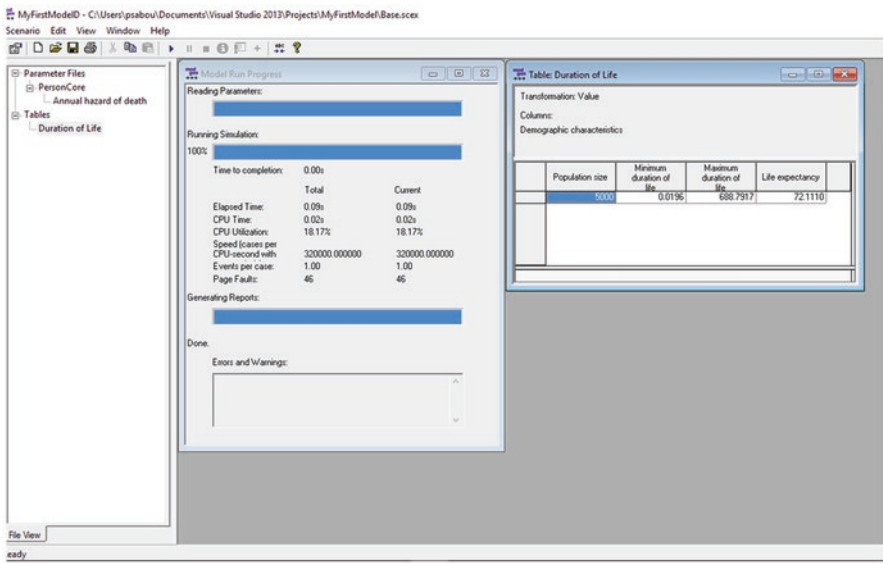 MyFirstModelD - C:\Users\psabou\Documents\Visual Studio 2013\Projects\MyFirstModel\Base.scex
Scenario Edit View Window Help
Parameter Files
PersonCore
Annual hazard of death
Tables
Duration of Life
File View
eady
Model Run Progress
Reading Parameters:
Running Simulation:
100%
Time to completion: 0.00s
Total Current
Elapsed Time: 0.09s 0.09s
CPU Time: 0.02s 0.02s
CPU Utilization: 18.17% 18.17%
Speed (cases per
CPU-second with 320000.000000 320000.000000
Events per case: 1.00 1.00
Page Faults: 46 46
Generating Reports:
Done.
Errors and Warnings:
Table: Duration of Life
Transformation: Value
Columns:
Demographic characteristics
Population size Minimum duration of life Maximum duration of life Life expectancy
5000 0.0196 688.7917 72.1110